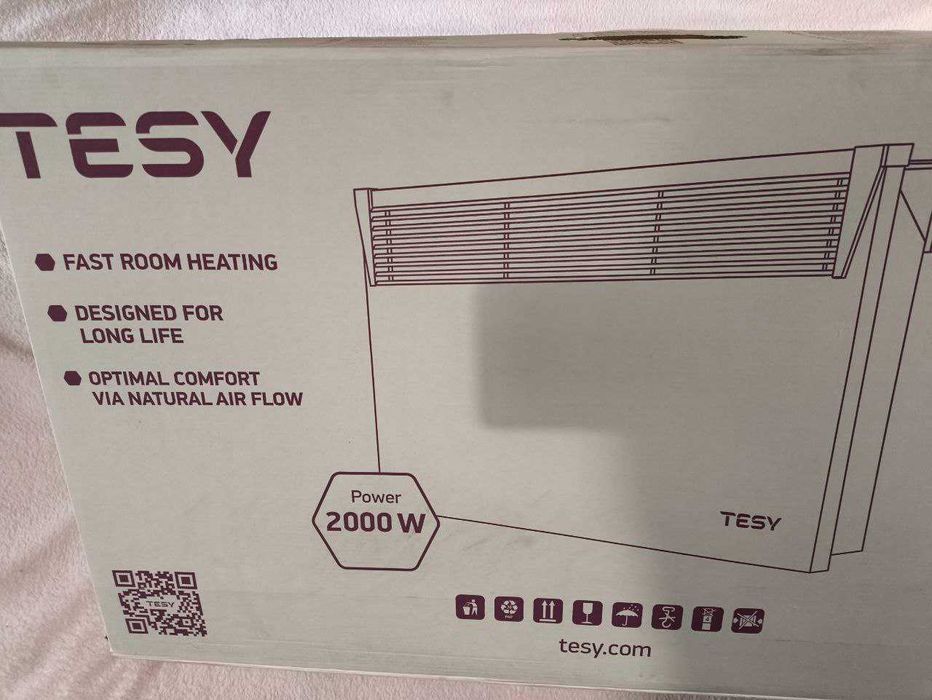 TESY
FAST ROOM HEATING
DESIGNED FOR
LONG LIFE
OPTIMAL COMFORT
VIA NATURAL AIR FLOW
Power
2000 W
TESY
TESY
tesy.com